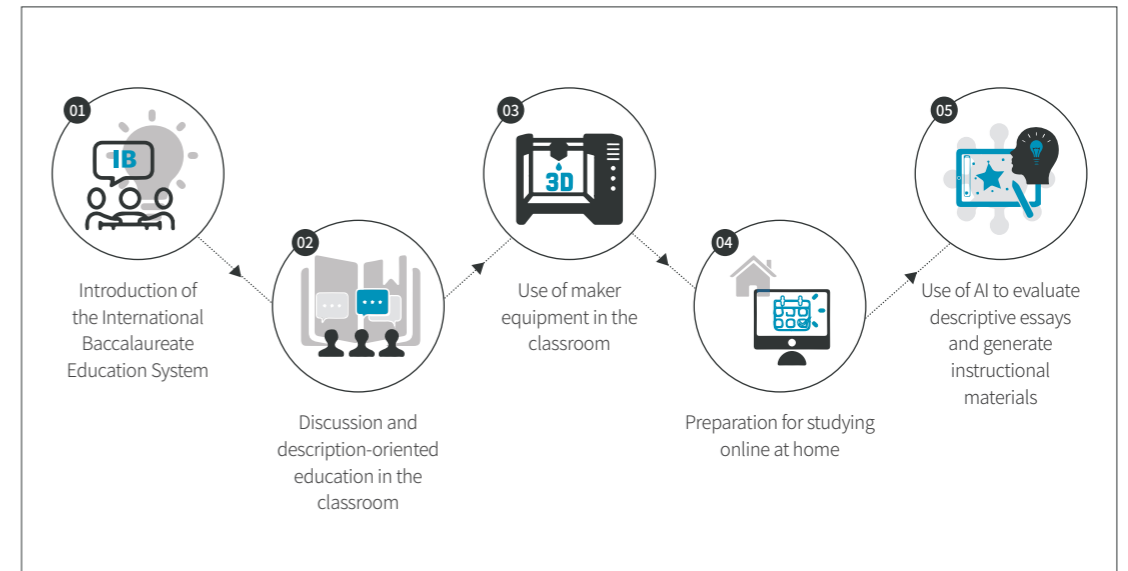 01
IB
Introduction of
the International
Baccalaureate
Education System
02
Discussion and
description-oriented
education in the
classroom
03
3D
Use of maker
equipment in the
classroom
04
Preparation for studying
online at home
05
Use of AI to evaluate
descriptive essays
and generate
instructional
materials